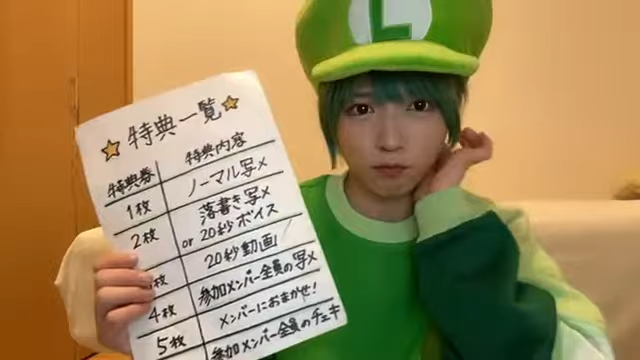 L
★特典一覧★
特典券 特典内容
1枚 ノーマル写メ
2枚 落書き写メ
or 20秒ボイス
枚 20秒動画
4枚 参加メンバー全員の写メ
5枚 メンバーにおまかせ!
参加メンバー全員のチェキ